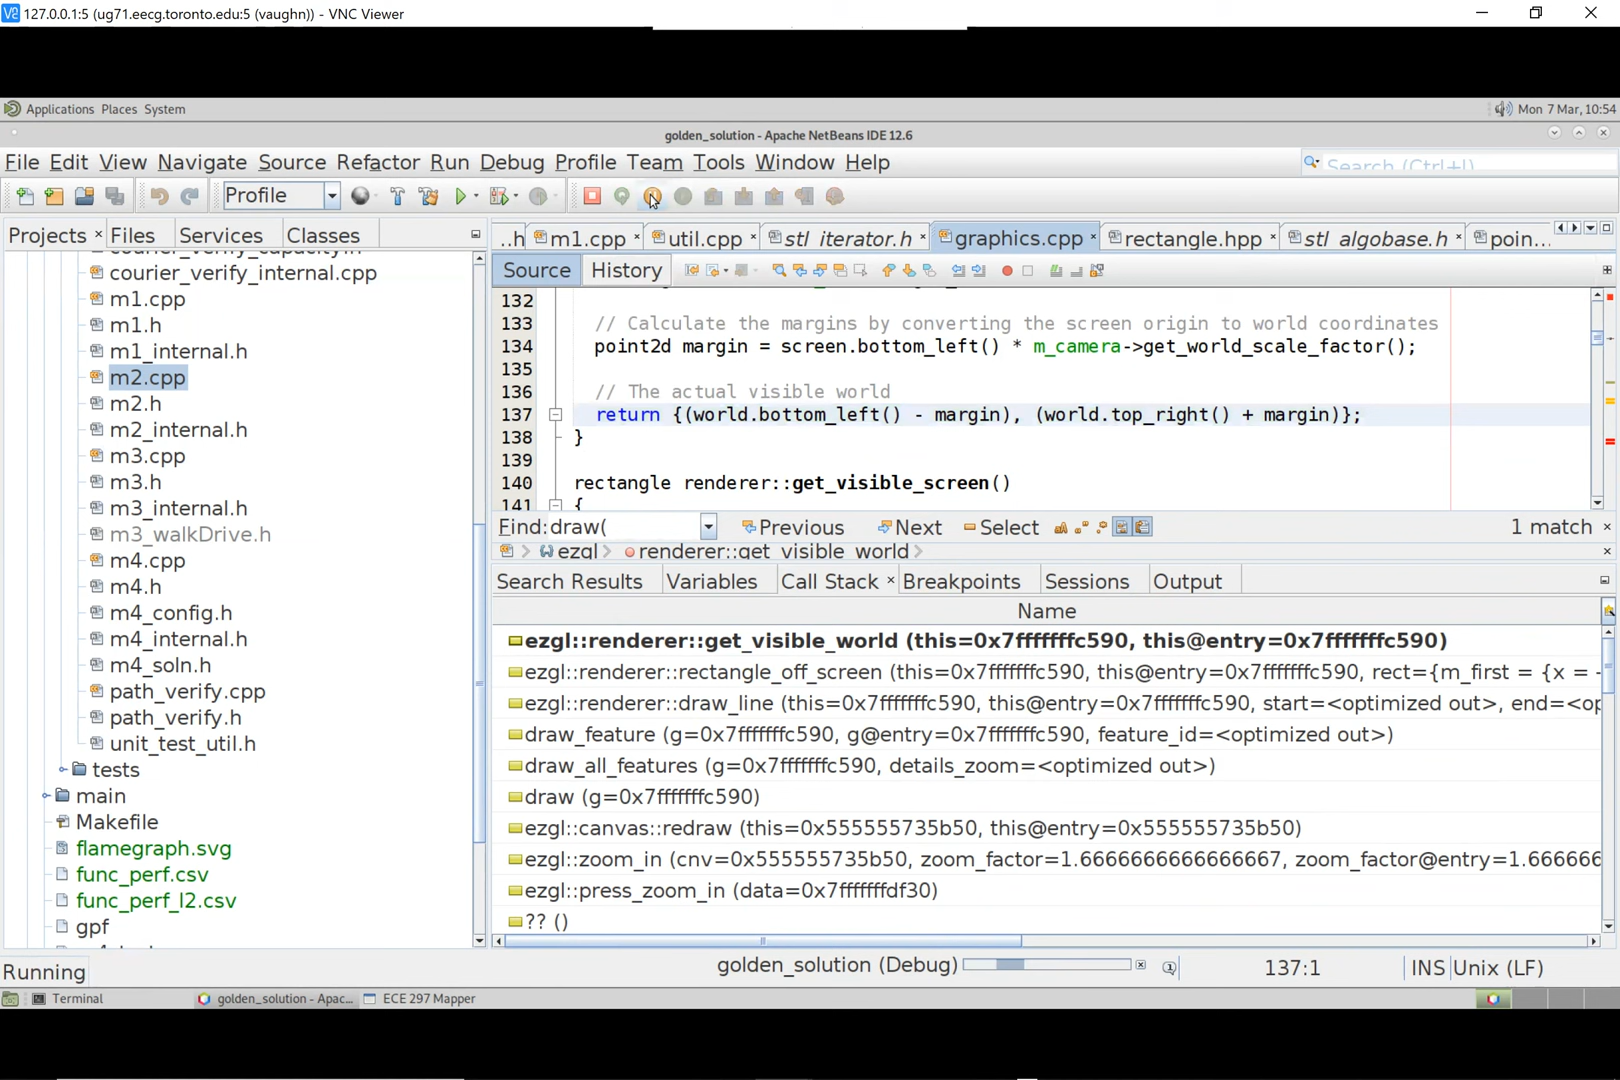 127.0.0.1:5 (ug71.eecg.toronto.edu:5 (vaughn)) - VNC Viewer
Applications Places System
Mon 7 Mar, 10:54
golden_solution - Apache NetBeans IDE 12.6
File Edit View Navigate Source Refactor Run Debug Profile Team Tools Window Help
Search (Ctrl+I)
Profile
Projects Files Services Classes
..h m1.cpp util.cpp stl_iterator.h graphics.cpp rectangle.hpp stl_algobase.h poin...
Source History
courier_verify_capacity.h
courier_verify_internal.cpp
m1.cpp
m1.h
m1_internal.h
m2.cpp
m2.h
m2_internal.h
m3.cpp
m3.h
m3_internal.h
m3_walkDrive.h
m4.cpp
m4.h
m4_config.h
m4_internal.h
m4_soln.h
path_verify.cpp
path_verify.h
unit_test_util.h
tests
main
Makefile
flamegraph.svg
func_perf.csv
func_perf_l2.csv
gpf
132
133 // Calculate the margins by converting the screen origin to world coordinates
134 point2d margin = screen.bottom_left() * m_camera->get_world_scale_factor();
135
136 // The actual visible world
137 return {(world.bottom_left() - margin), (world.top_right() + margin)};
138 }
139
140 rectangle renderer::get_visible_screen()
141 {
Find: draw( Previous Next Select 1 match
ezgl renderer::get_visible_world
Search Results Variables Call Stack Breakpoints Sessions Output
Name
ezgl::renderer::get_visible_world (this=0x7fffffffc590, this@entry=0x7fffffffc590)
ezgl::renderer::rectangle_off_screen (this=0x7fffffffc590, this@entry=0x7fffffffc590, rect={m_first = {x = -
ezgl::renderer::draw_line (this=0x7fffffffc590, this@entry=0x7fffffffc590, start=<optimized out>, end=<op
draw_feature (g=0x7fffffffc590, g@entry=0x7fffffffc590, feature_id=<optimized out>)
draw_all_features (g=0x7fffffffc590, details_zoom=<optimized out>)
draw (g=0x7fffffffc590)
ezgl::canvas::redraw (this=0x555555735b50, this@entry=0x555555735b50)
ezgl::zoom_in (cnv=0x555555735b50, zoom_factor=1.6666666666666667, zoom_factor@entry=1.666666
ezgl::press_zoom_in (data=0x7fffffffdf30)
?? ()
Running
golden_solution (Debug)
137:1
INS Unix (LF)
Terminal
golden_solution - Apac...
ECE 297 Mapper